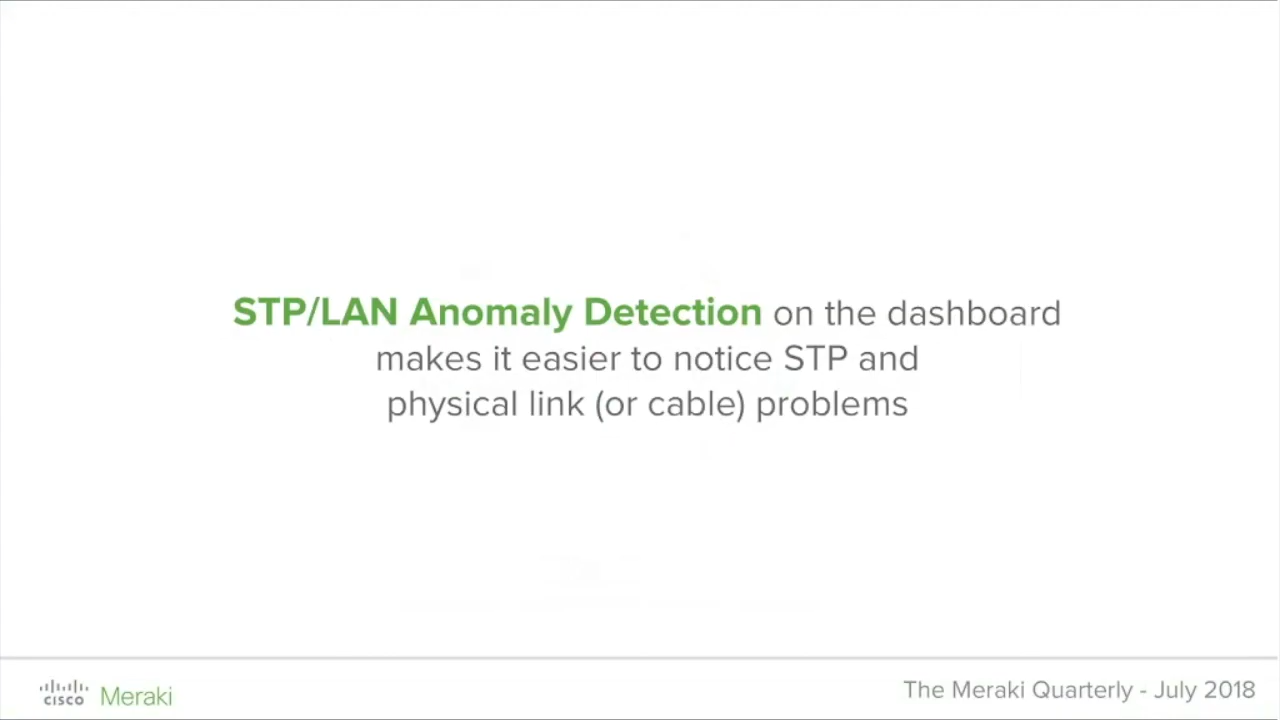 STP/LAN Anomaly Detection on the dashboard
makes it easier to notice STP and
physical link (or cable) problems
cisco Meraki
The Meraki Quarterly - July 2018